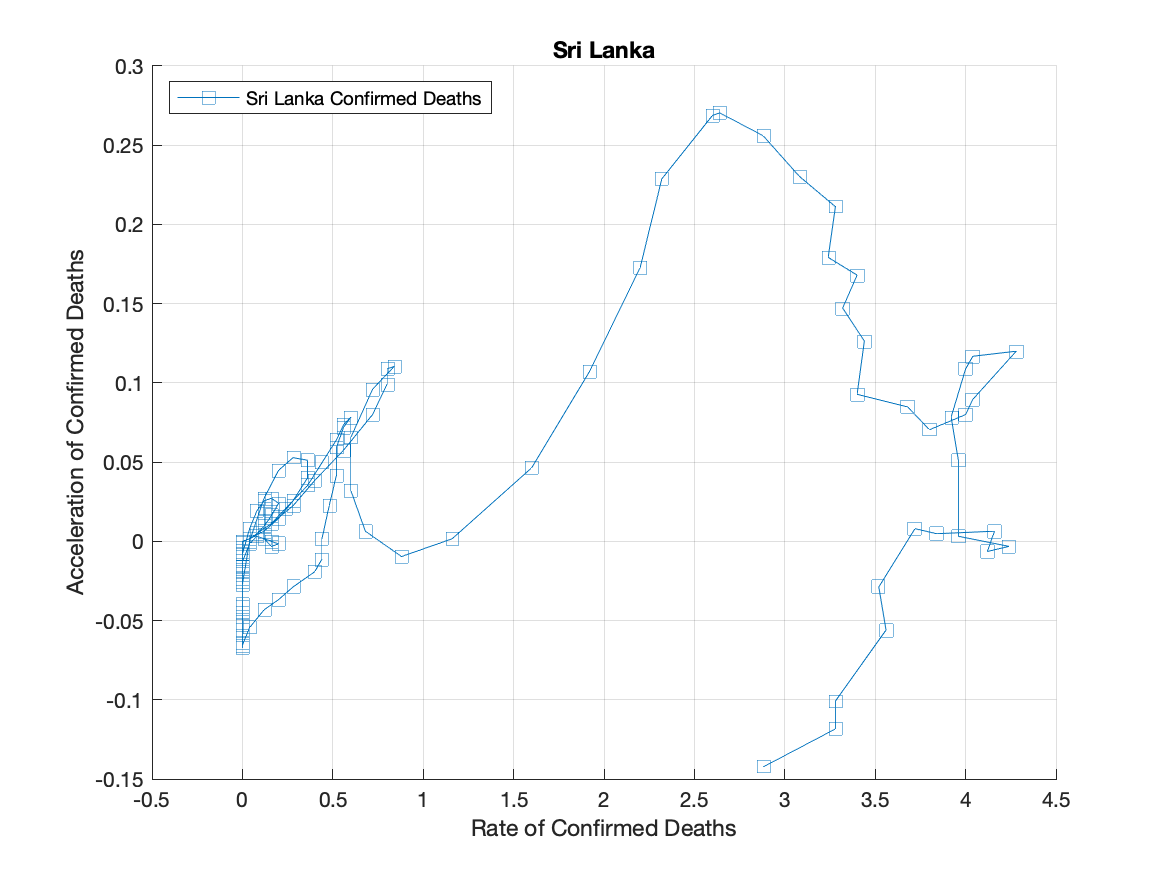 Sri Lanka
Sri Lanka Confirmed Deaths
Acceleration of Confirmed Deaths
0.3
0.25
0.2
0.15
0.1
0.05
0
-0.05
-0.1
-0.15
-0.5 0 0.5 1 1.5 2 2.5 3 3.5 4 4.5
Rate of Confirmed Deaths